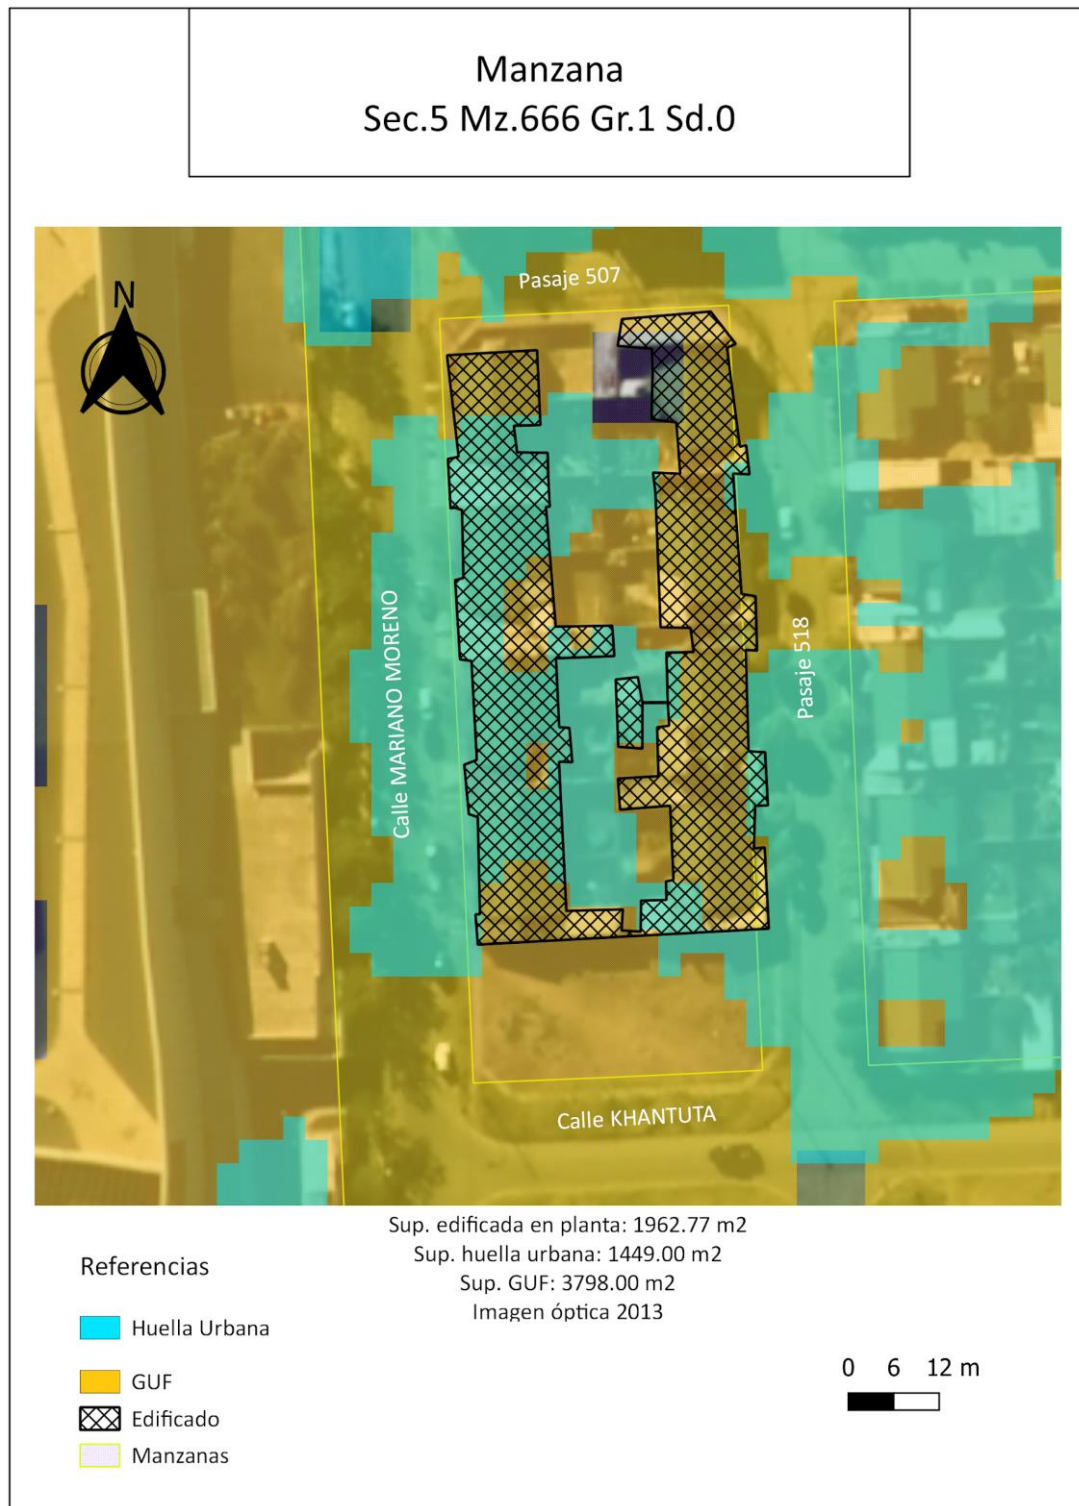 Manzana
Sec.5 Mz.666 Gr.1 Sd.0
Pasaje 507
N
Calle MARIANO MORENO
Pasaje 518
Calle KHANTUTA
Sup. edificada en planta: 1962.77 m2
Sup. huella urbana: 1449.00 m2
Sup. GUF: 3798.00 m2
Imagen óptica 2013
Referencias
Huella Urbana
GUF
Edificado
Manzanas
0 6 12 m